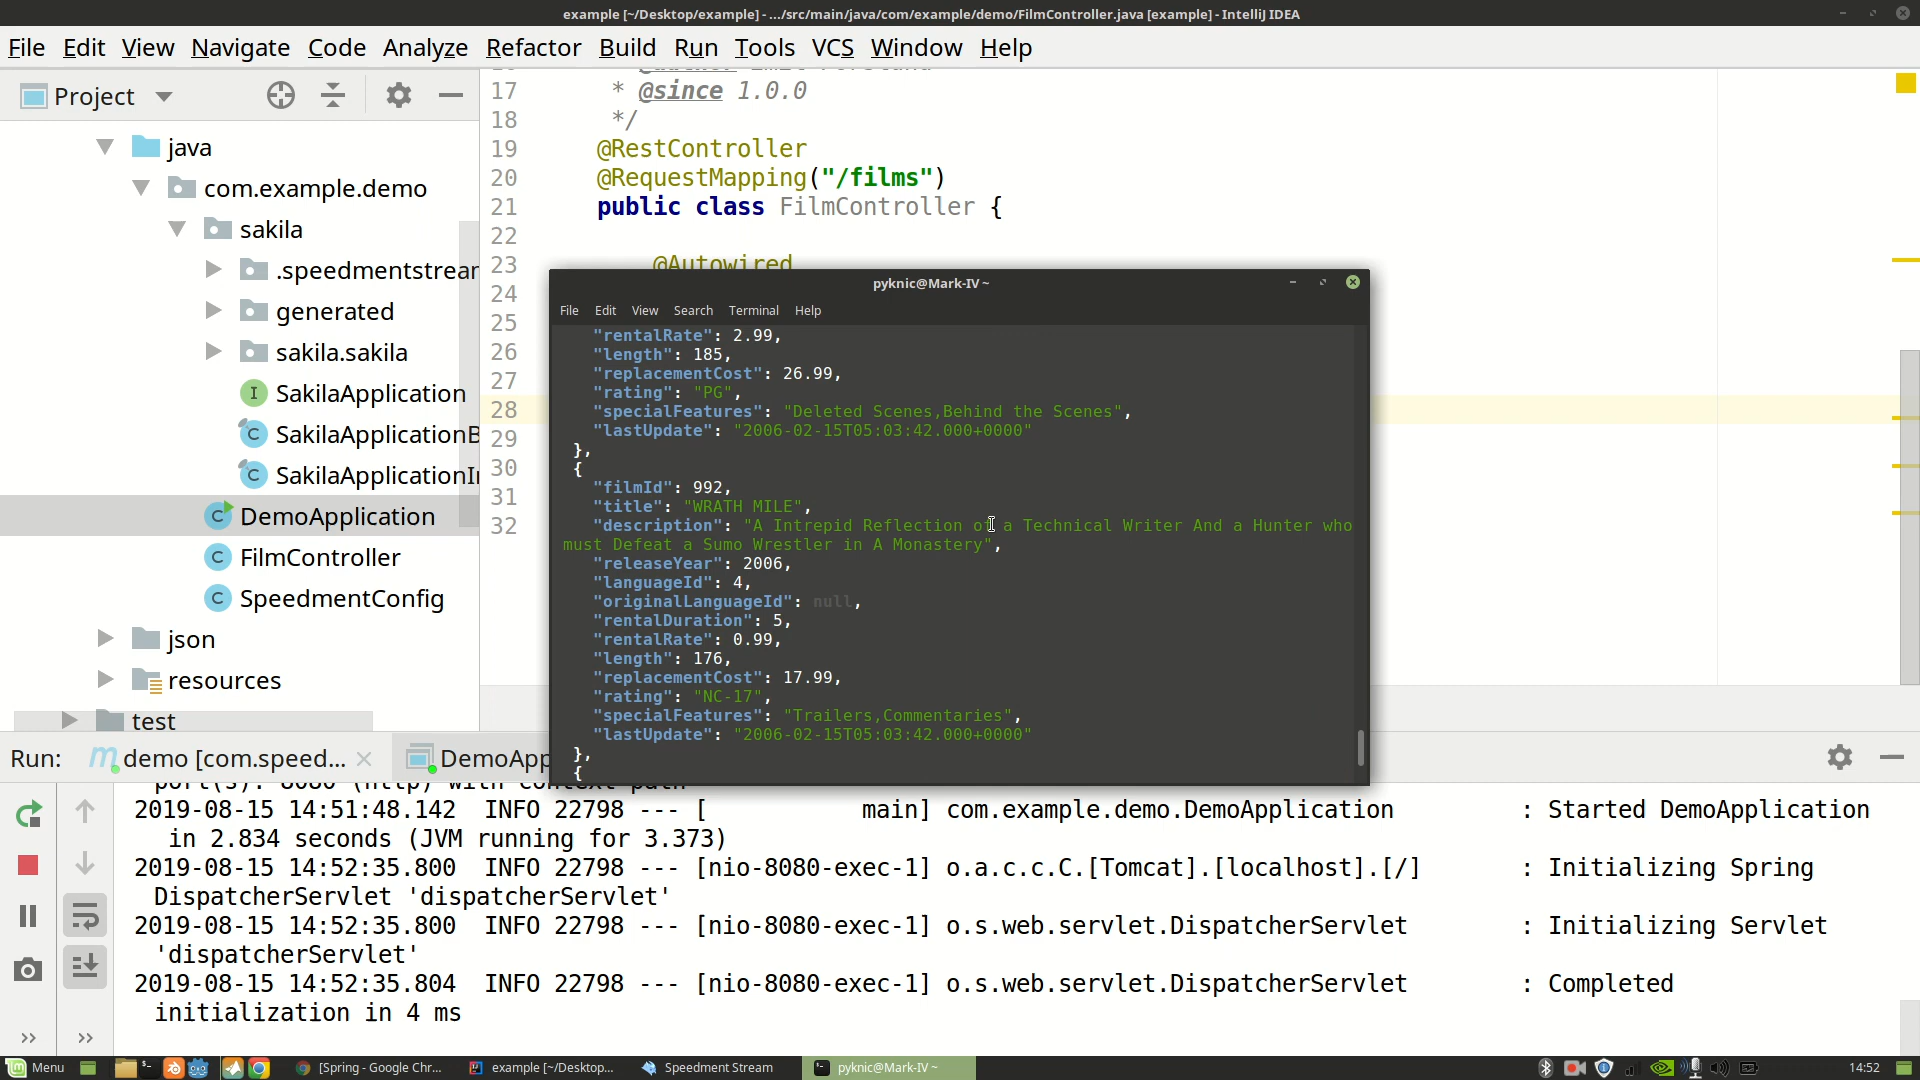 example [~/Desktop/example] - .../src/main/java/com/example/demo/FilmController.java [example] - IntelliJ IDEA
File Edit View Navigate Code Analyze Refactor Build Run Tools VCS Window Help
Project
java
com.example.demo
sakila
.speedmentstrear
generated
sakila.sakila
SakilaApplication
SakilaApplicationB
SakilaApplicationI
DemoApplication
FilmController
SpeedmentConfig
json
resources
test
17 * @since 1.0.0
18 */
19 @RestController
20 @RequestMapping("/films")
21 public class FilmController {
22
23 @Autowired
24
25
26
27
28
29
30
31
32
pyknic@Mark-IV ~
File Edit View Search Terminal Help
"rentalRate": 2.99,
"length": 185,
"replacementCost": 26.99,
"rating": "PG",
"specialFeatures": "Deleted Scenes,Behind the Scenes",
"lastUpdate": "2006-02-15T05:03:42.000+0000"
},
{
"filmId": 992,
"title": "WRATH MILE",
"description": "A Intrepid Reflection of a Technical Writer And a Hunter who
must Defeat a Sumo Wrestler in A Monastery",
"releaseYear": 2006,
"languageId": 4,
"originalLanguageId": null,
"rentalDuration": 5,
"rentalRate": 0.99,
"length": 176,
"replacementCost": 17.99,
"rating": "NC-17",
"specialFeatures": "Trailers,Commentaries",
"lastUpdate": "2006-02-15T05:03:42.000+0000"
},
{
Run: demo [com.speed... DemoApp
port(s): 8080 (http) with context path
2019-08-15 14:51:48.142 INFO 22798 --- [ main] com.example.demo.DemoApplication : Started DemoApplication
in 2.834 seconds (JVM running for 3.373)
2019-08-15 14:52:35.800 INFO 22798 --- [nio-8080-exec-1] o.a.c.c.C.[Tomcat].[localhost].[/] : Initializing Spring
DispatcherServlet 'dispatcherServlet'
2019-08-15 14:52:35.800 INFO 22798 --- [nio-8080-exec-1] o.s.web.servlet.DispatcherServlet : Initializing Servlet
'dispatcherServlet'
2019-08-15 14:52:35.804 INFO 22798 --- [nio-8080-exec-1] o.s.web.servlet.DispatcherServlet : Completed
initialization in 4 ms
Menu [Spring - Google Chr... example [~/Desktop... Speedment Stream pyknic@Mark-IV ~ 14:52